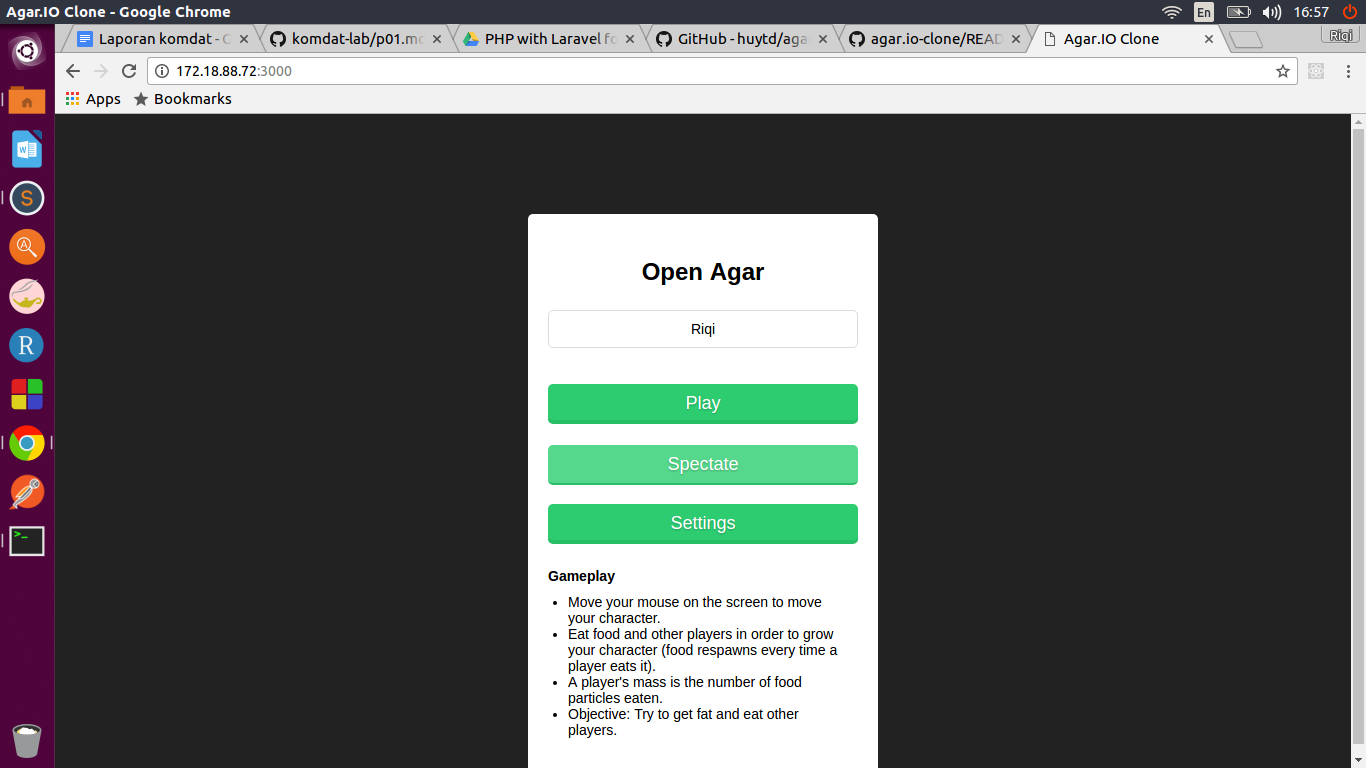 Agar.IO Clone - Google Chrome
En
16:57
Laporan komdat - G
komdat-lab/p01.mo
PHP with Laravel fo
GitHub - huytd/aga
agar.io-clone/READ
Agar.IO Clone
Riqi
172.18.88.72:3000
Apps
Bookmarks
Open Agar
Riqi
Play
Spectate
Settings
Gameplay
• Move your mouse on the screen to move
your character.
• Eat food and other players in order to grow
your character (food respawns every time a
player eats it).
• A player's mass is the number of food
particles eaten.
• Objective: Try to get fat and eat other
players.